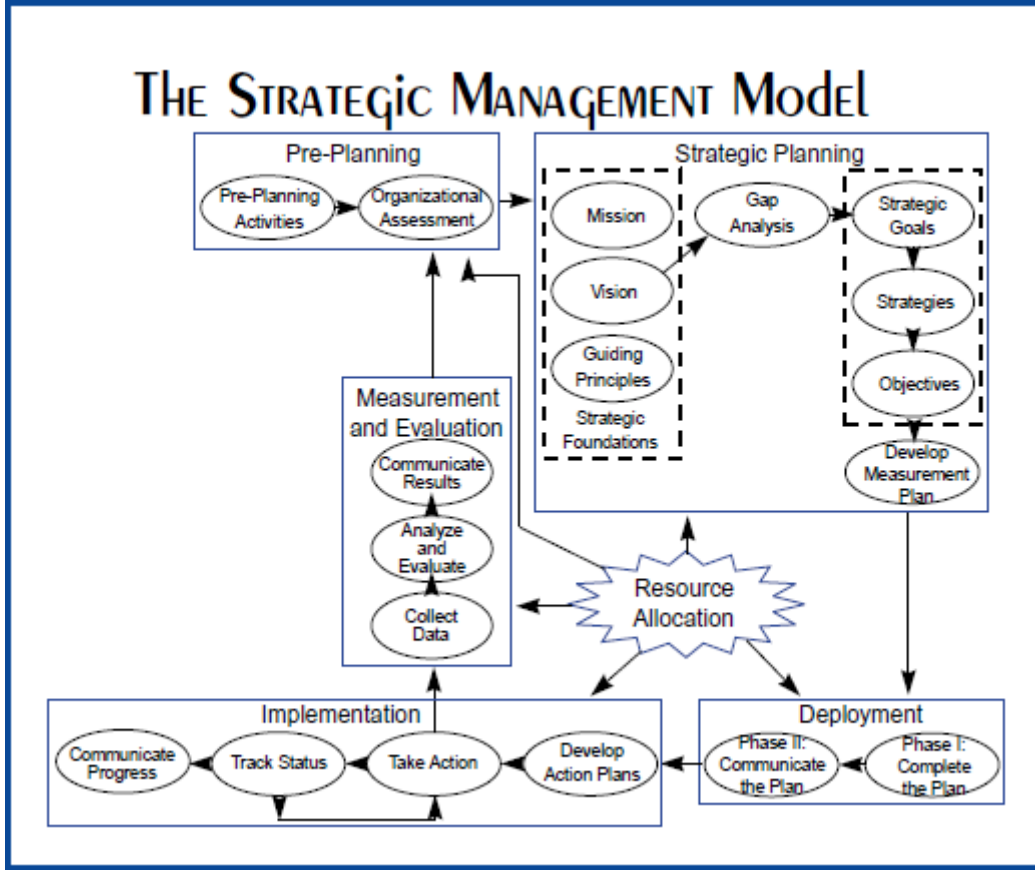 THE STRATEGIC MANAGEMENT MODEL
Pre-Planning
Pre-Planning
Activities
Organizational
Assessment
Strategic Planning
Mission
Vision
Guiding
Principles
Strategic
Foundations
Gap
Analysis
Strategic
Goals
Strategies
Objectives
Develop
Measurement
Plan
Measurement
and Evaluation
Communicate
Results
Analyze
and
Evaluate
Collect
Data
Resource
Allocation
Implementation
Communicate
Progress
Track Status
Take Action
Develop
Action Plans
Deployment
Phase II:
Communicate
the Plan
Phase I:
Complete
the Plan